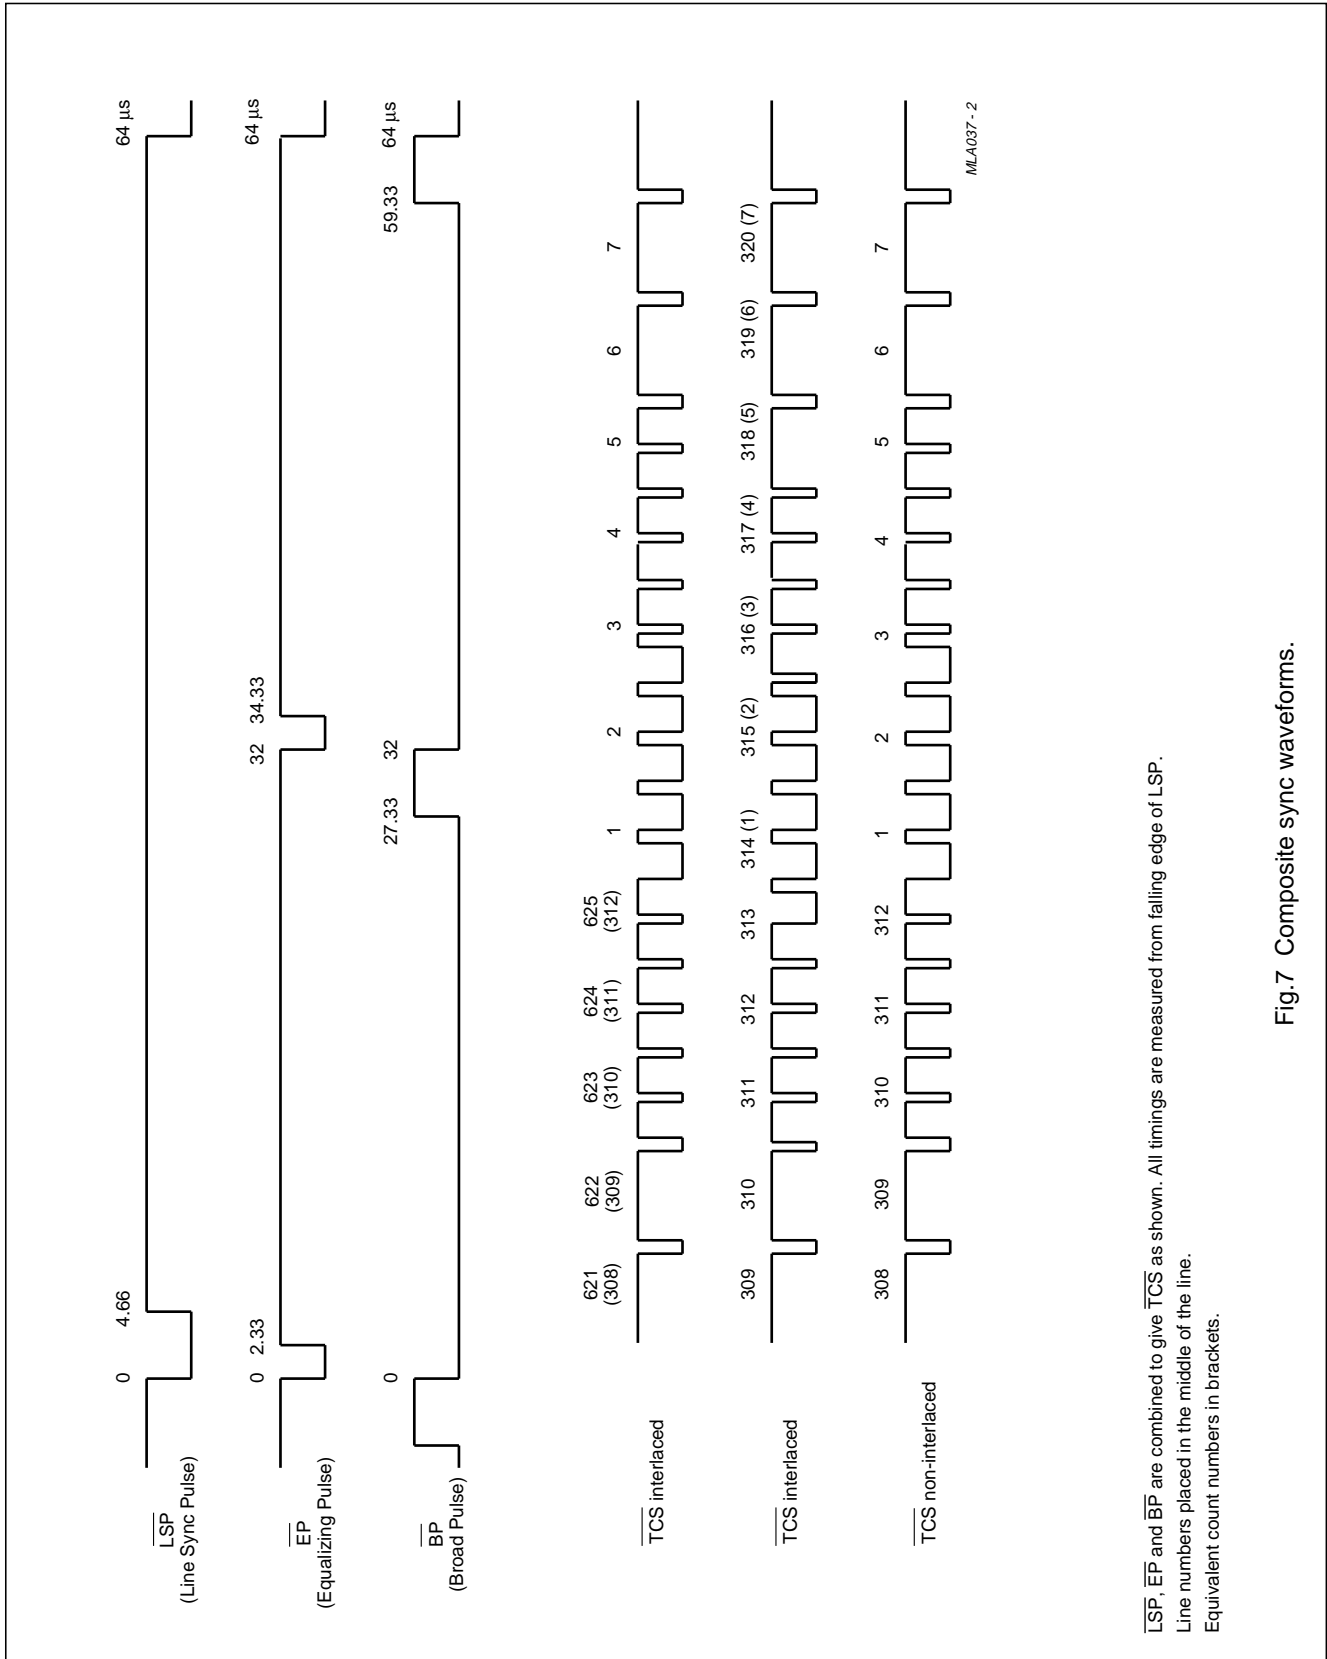 0
4.66
64 µs
LSP
(Line Sync Pulse)
0
2.33
32
34.33
64 µs
EP
(Equalizing Pulse)
0
27.33
32
59.33
64 µs
BP
(Broad Pulse)
621 622 623 624 625 1 2 3 4 5 6 7
(308) (309) (310) (311) (312)
TCS interlaced
309 310 311 312 313 314 (1) 315 (2) 316 (3) 317 (4) 318 (5) 319 (6) 320 (7)
TCS interlaced
308 309 310 311 312 1 2 3 4 5 6 7
TCS non-interlaced
MLA037 - 2
LSP, EP and BP are combined to give TCS as shown. All timings are measured from falling edge of LSP.
Line numbers placed in the middle of the line.
Equivalent count numbers in brackets.
Fig.7 Composite sync waveforms.